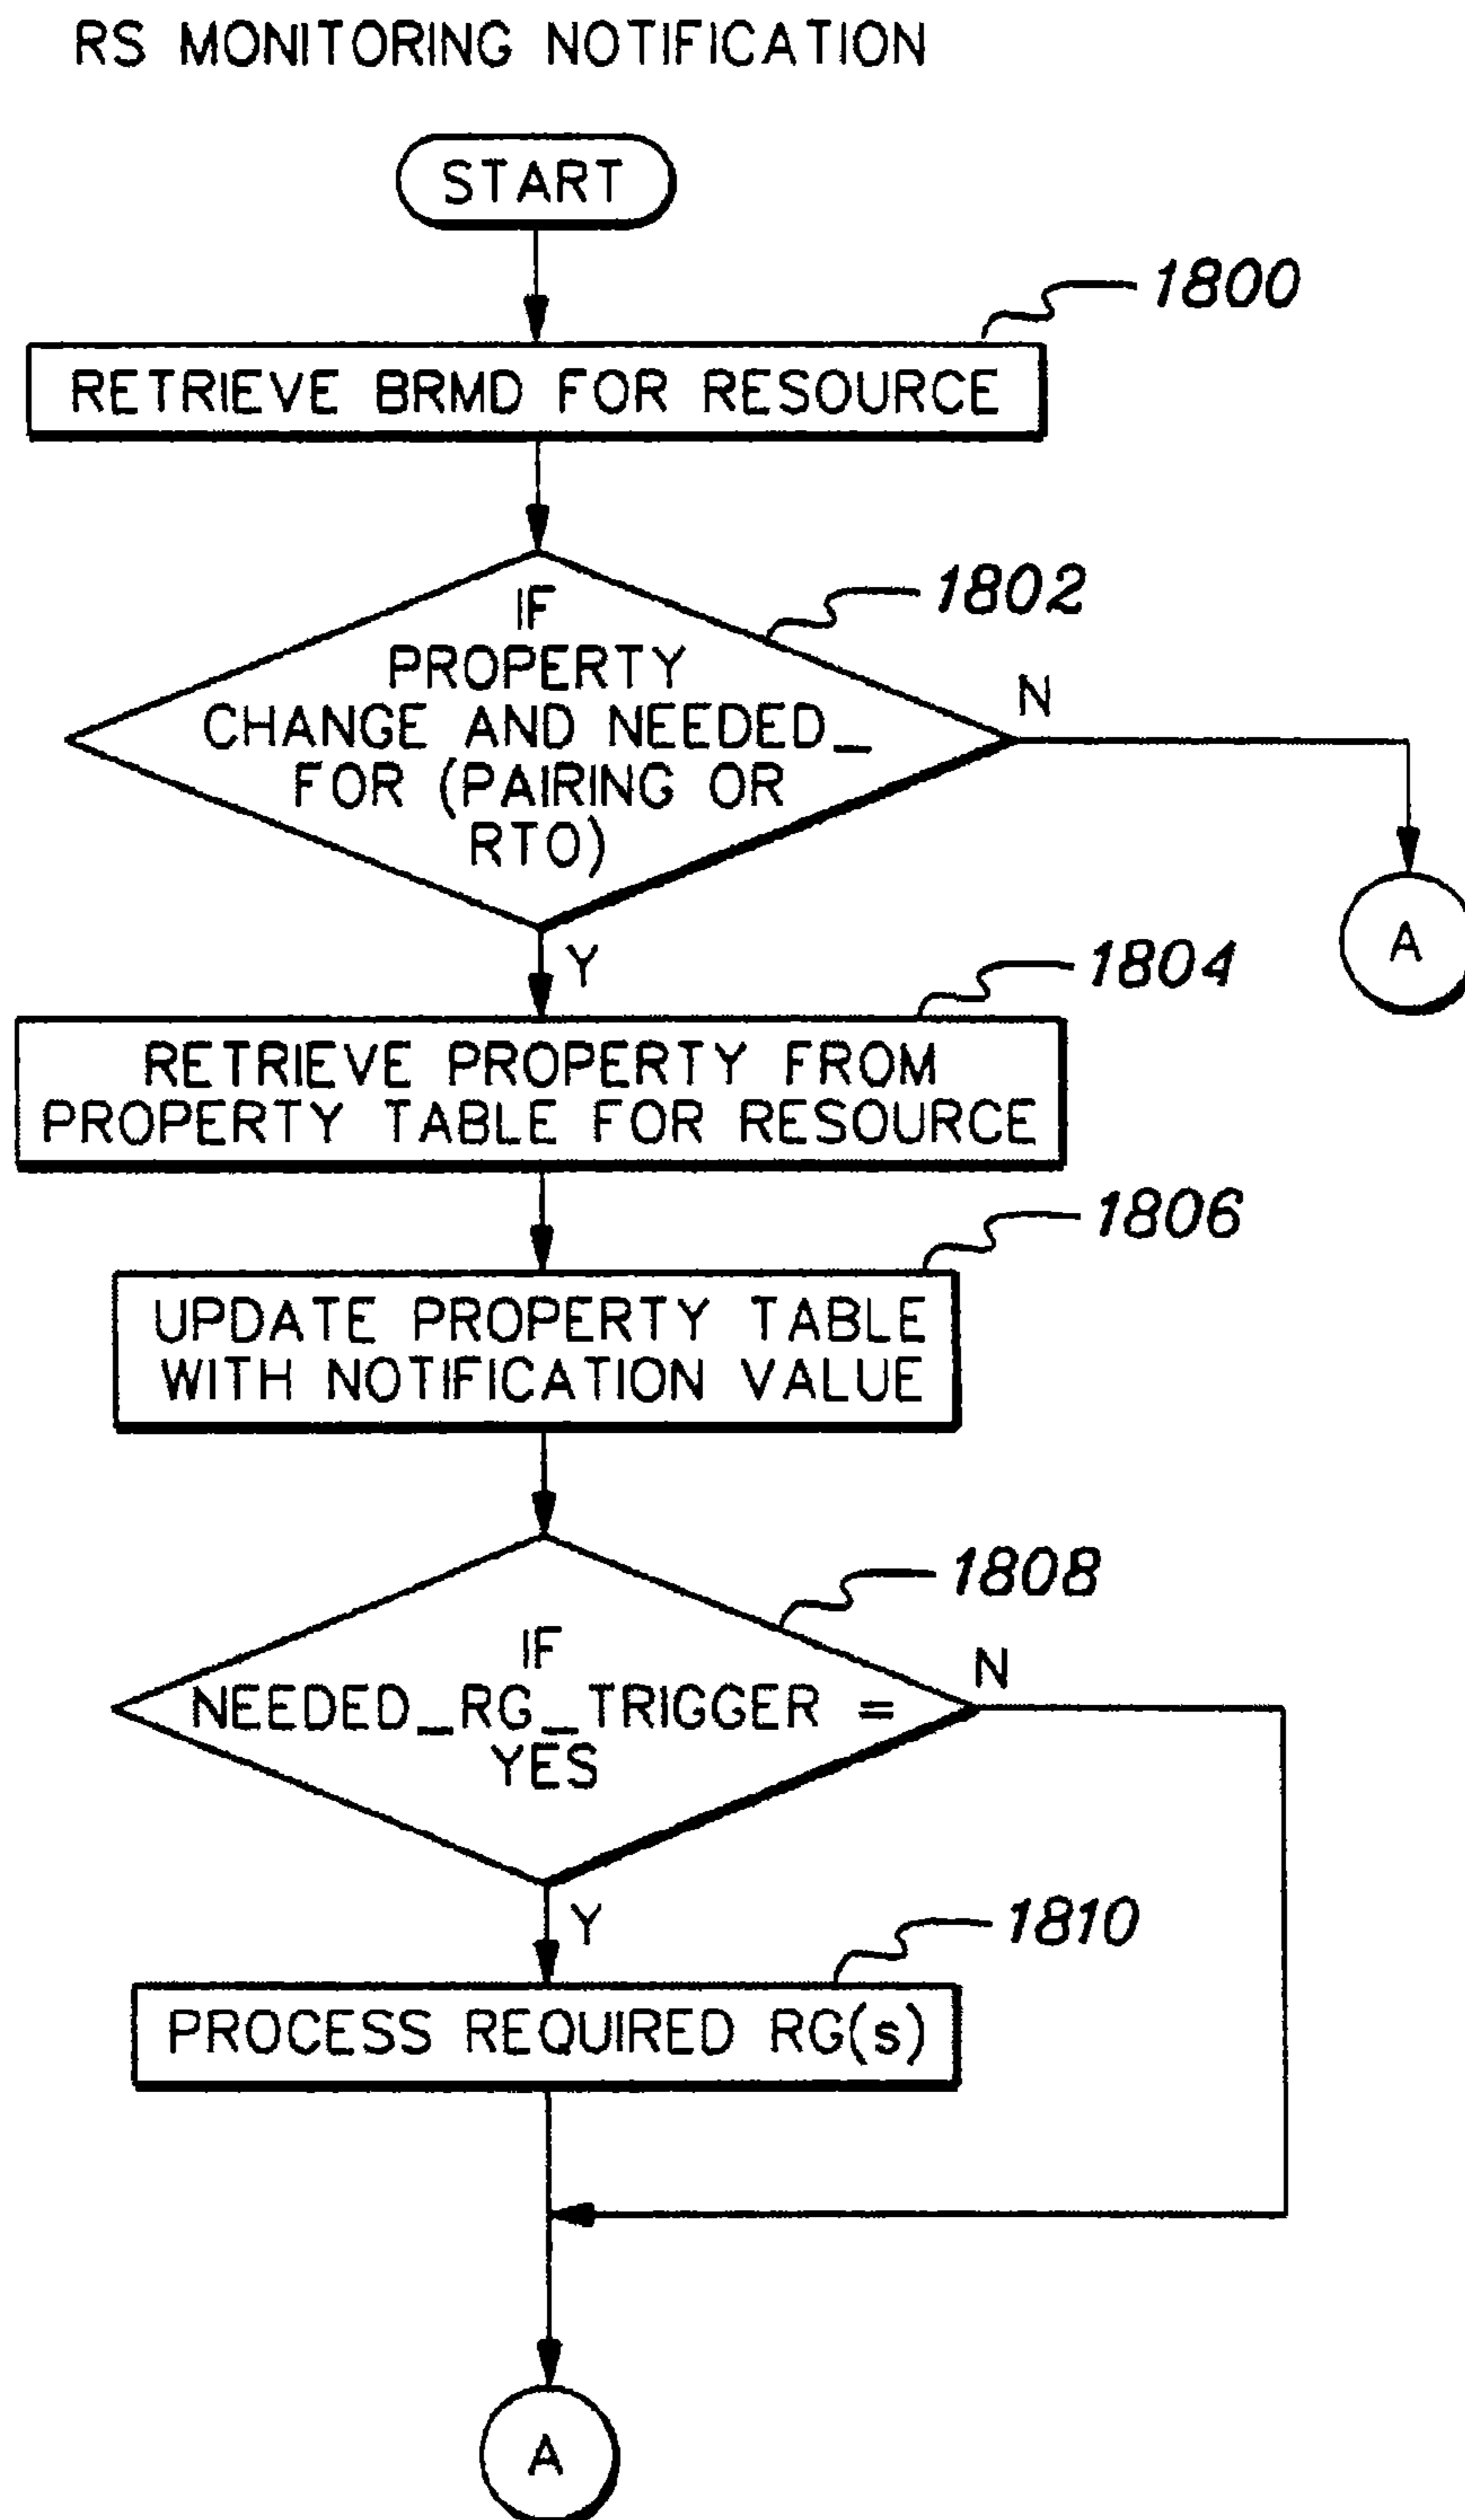 RS MONITORING NOTIFICATION
START
1800
RETRIEVE BRMD FOR RESOURCE
1802
IF
PROPERTY
CHANGE AND NEEDED_
FOR (PAIRING OR
RTO)
N
A
Y
1804
RETRIEVE PROPERTY FROM
PROPERTY TABLE FOR RESOURCE
1806
UPDATE PROPERTY TABLE
WITH NOTIFICATION VALUE
1808
IF
NEEDED_RG_TRIGGER =
YES
N
Y
1810
PROCESS REQUIRED RG(s)
A